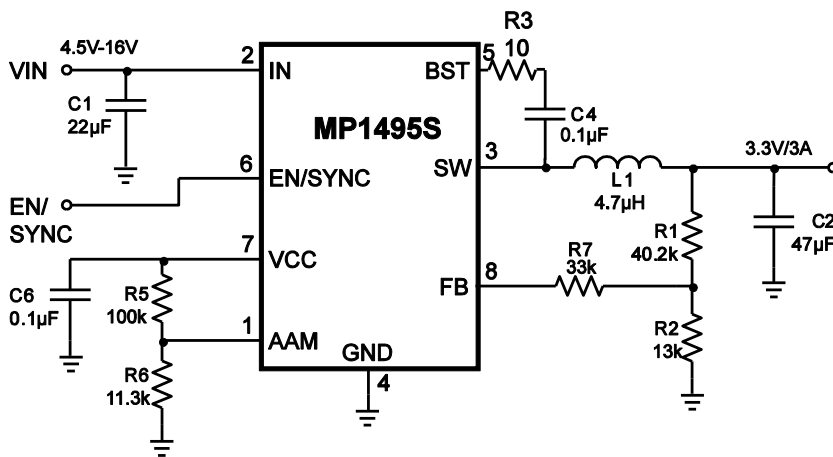 R3
10
4.5V-16V
2
5
VIN
IN
BST
C1
22µF
MP1495S
C4
0.1µF
6
3
3.3V/3A
EN/SYNC
SW
EN/
SYNC
L1
4.7µH
C2
47µF
R1
40.2k
7
VCC
R7
33k
8
FB
C6
0.1µF
R5
100k
1
AAM
R2
13k
GND
4
R6
11.3k